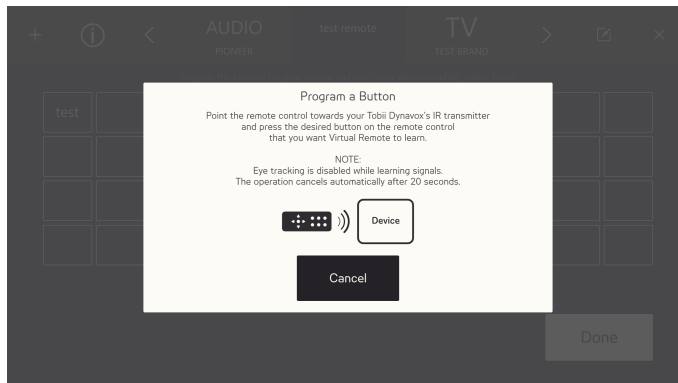 AUDIO
PIONEER
test remote
TV
TEST BRAND
test
Program a Button
Point the remote control towards your Tobii Dynavox's IR transmitter
and press the desired button on the remote control
that you want Virtual Remote to learn.
NOTE:
Eye tracking is disabled while learning signals.
The operation cancels automatically after 20 seconds.
Device
Cancel
Done